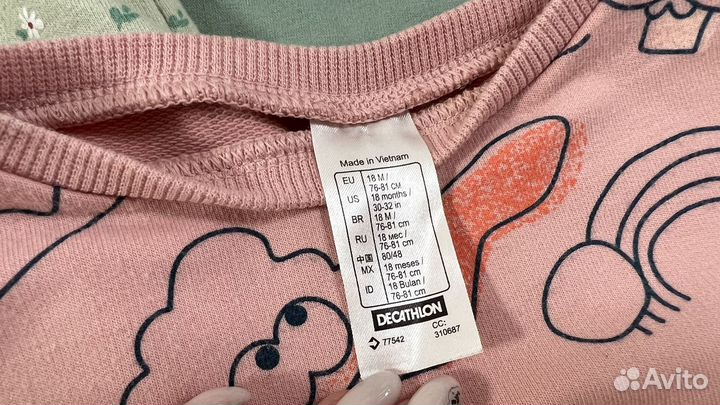 Made in Vietnam
EU 18 M /
76-81 см
US 18 months /
30-32 in
BR 18 M /
76-81 cm
RU 18 мес /
76-81 cm
中国 80/48
MX 18 meses /
76-81 cm
ID 18 Bulan /
76-81 cm
DECATHLON
77542 CC:
310687
Avito